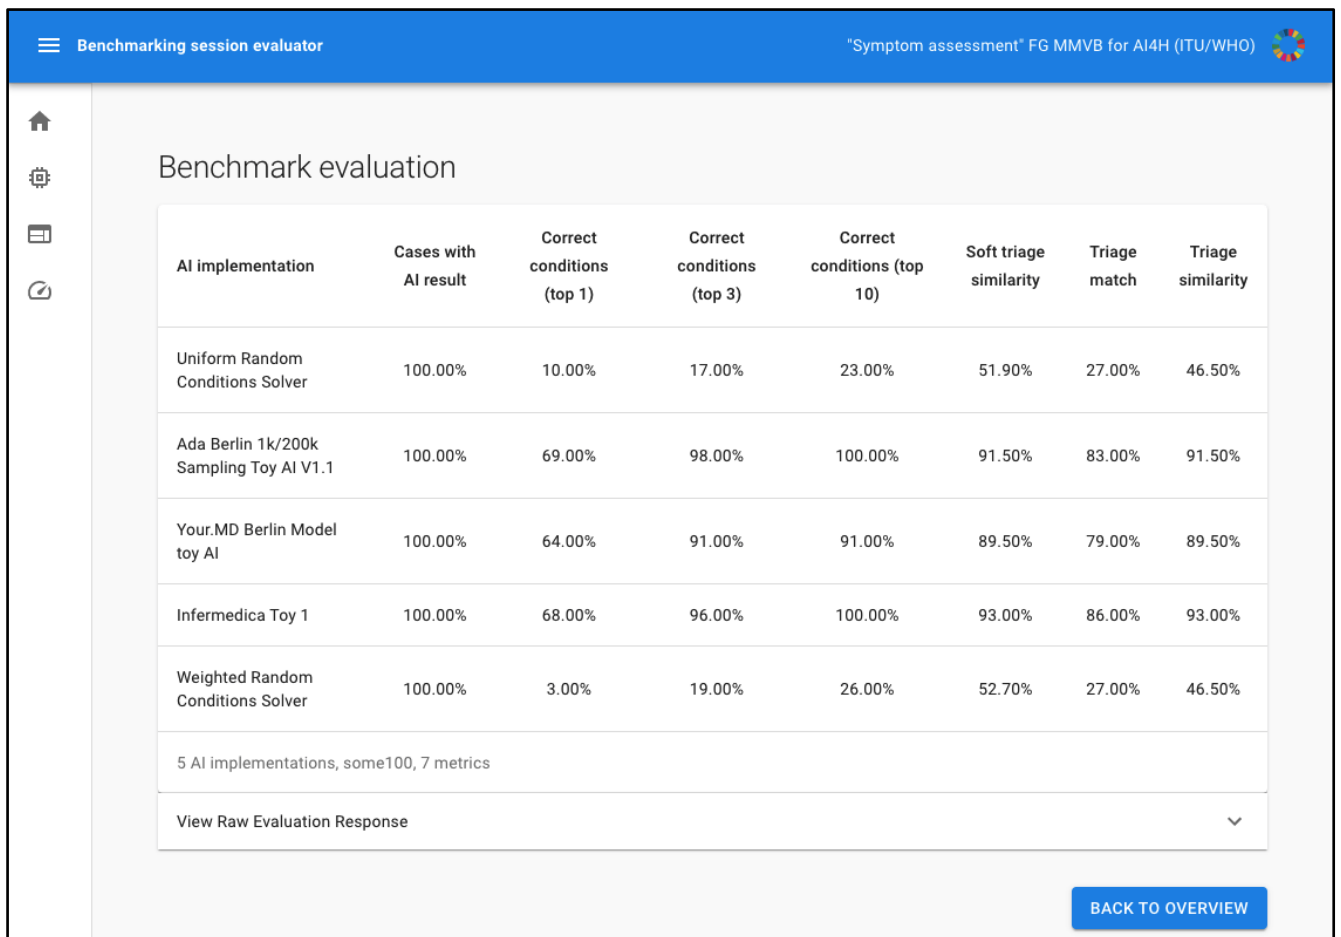 Benchmarking session evaluator
"Symptom assessment" FG MMVB for AI4H (ITU/WHO)
Benchmark evaluation
AI implementation
Cases with
AI result
Correct
conditions
(top 1)
Correct
conditions
(top 3)
Correct
conditions (top
10)
Soft triage
similarity
Triage
match
Triage
similarity
Uniform Random
Conditions Solver
100.00% 10.00% 17.00% 23.00% 51.90% 27.00% 46.50%
Ada Berlin 1k/200k
Sampling Toy AI V1.1
100.00% 69.00% 98.00% 100.00% 91.50% 83.00% 91.50%
Your.MD Berlin Model
toy AI
100.00% 64.00% 91.00% 91.00% 89.50% 79.00% 89.50%
Infermedica Toy 1 100.00% 68.00% 96.00% 100.00% 93.00% 86.00% 93.00%
Weighted Random
Conditions Solver
100.00% 3.00% 19.00% 26.00% 52.70% 27.00% 46.50%
5 AI implementations, some100, 7 metrics
View Raw Evaluation Response
BACK TO OVERVIEW